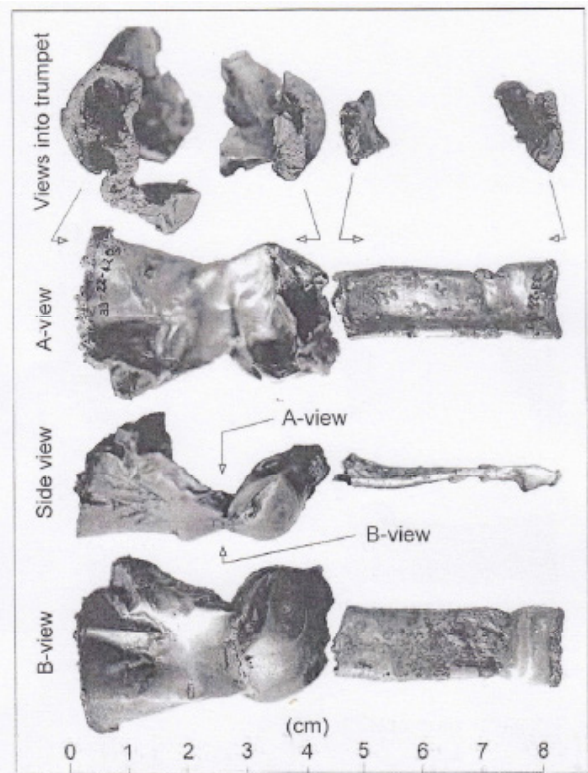 Views into trumpet
A-view
A-view
Side view
B-view
B-view
(cm)
0 1 2 3 4 5 6 7 8